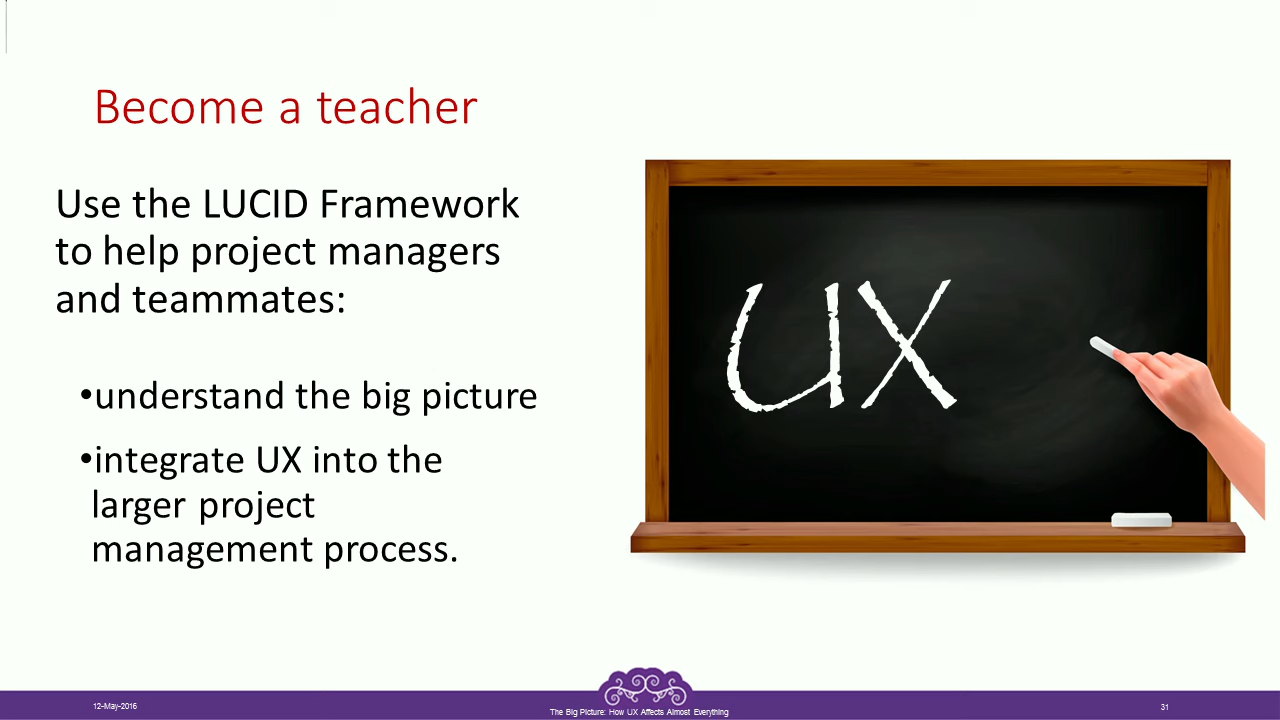 Become a teacher
Use the LUCID Framework
to help project managers
and teammates:
•understand the big picture
•integrate UX into the
larger project
management process.
UX
12-May-2016
The Big Picture: How UX Affects Almost Everything
31